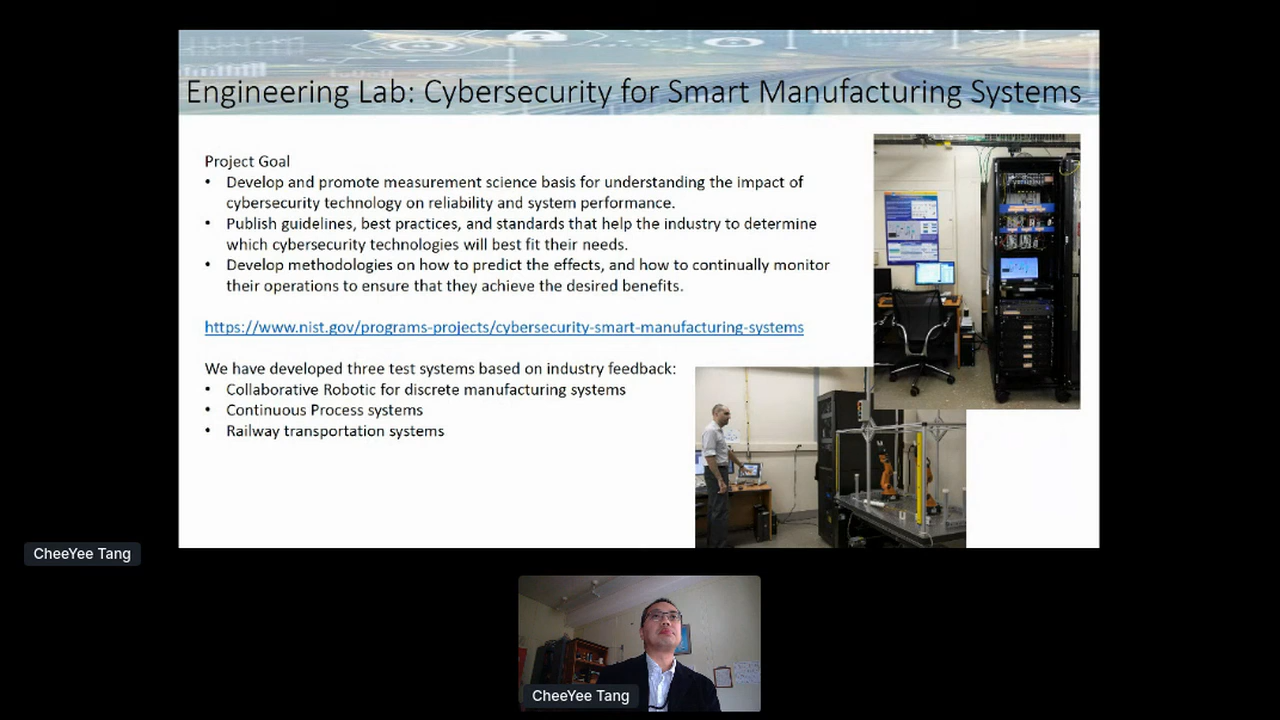 Engineering Lab: Cybersecurity for Smart Manufacturing Systems
Project Goal
• Develop and promote measurement science basis for understanding the impact of
cybersecurity technology on reliability and system performance.
• Publish guidelines, best practices, and standards that help the industry to determine
which cybersecurity technologies will best fit their needs.
• Develop methodologies on how to predict the effects, and how to continually monitor
their operations to ensure that they achieve the desired benefits.
https://www.nist.gov/programs-projects/cybersecurity-smart-manufacturing-systems
We have developed three test systems based on industry feedback:
• Collaborative Robotic for discrete manufacturing systems
• Continuous Process systems
• Railway transportation systems
CheeYee Tang
CheeYee Tang